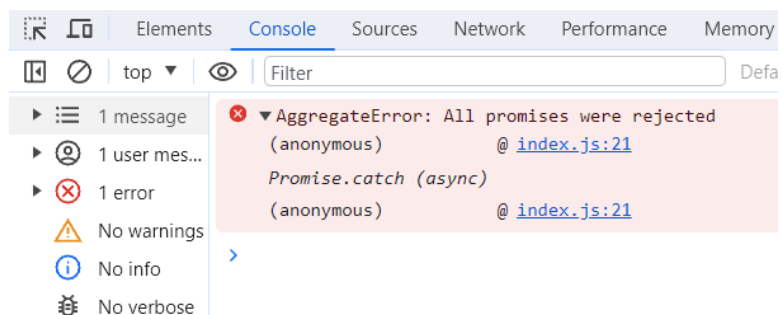 Elements Console Sources Network Performance Memory
top ▼ Filter Defa
1 message
1 user mes...
1 error
No warnings
No info
No verbose
▼AggregateError: All promises were rejected
(anonymous) @ index.js:21
Promise.catch (async)
(anonymous) @ index.js:21